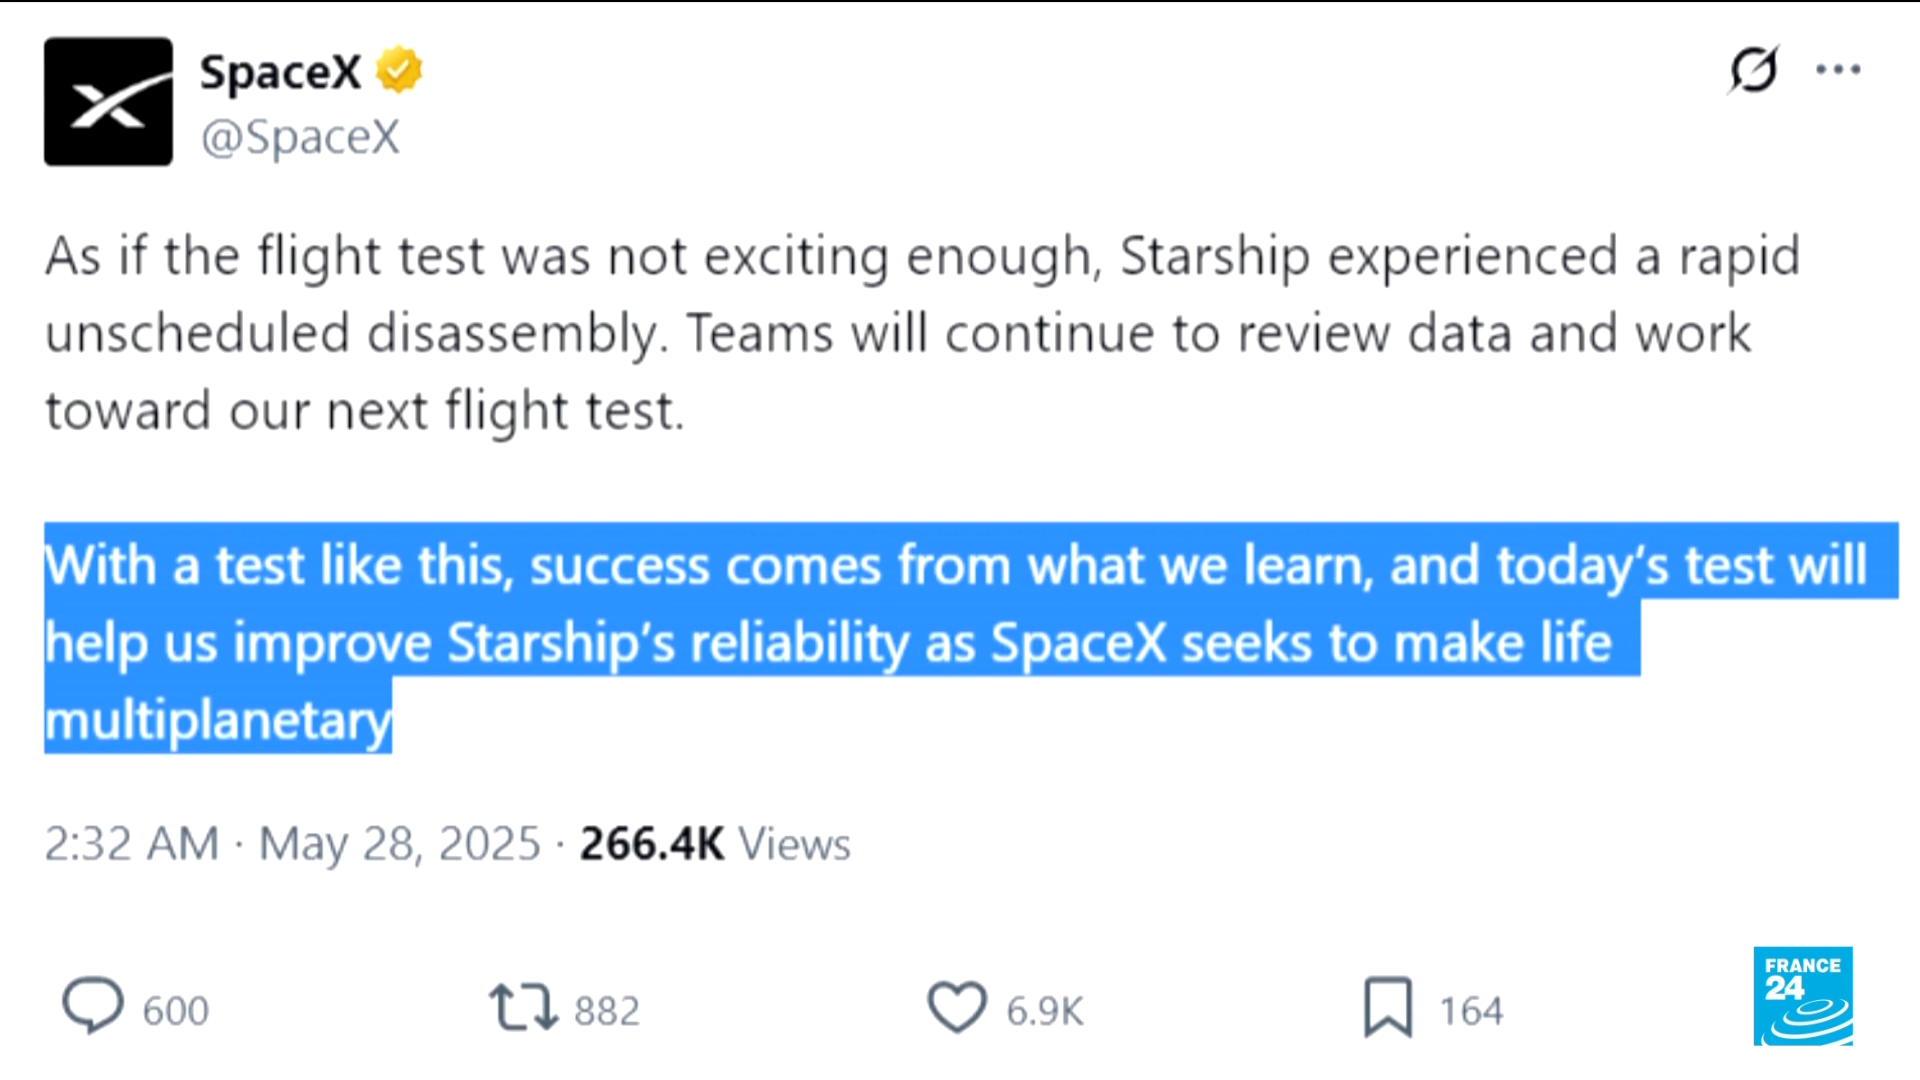 SpaceX
@SpaceX
As if the flight test was not exciting enough, Starship experienced a rapid
unscheduled disassembly. Teams will continue to review data and work
toward our next flight test.
With a test like this, success comes from what we learn, and today’s test will
help us improve Starship’s reliability as SpaceX seeks to make life
multiplanetary
2:32 AM · May 28, 2025 · 266.4K Views
600 882 6.9K 164
FRANCE
24